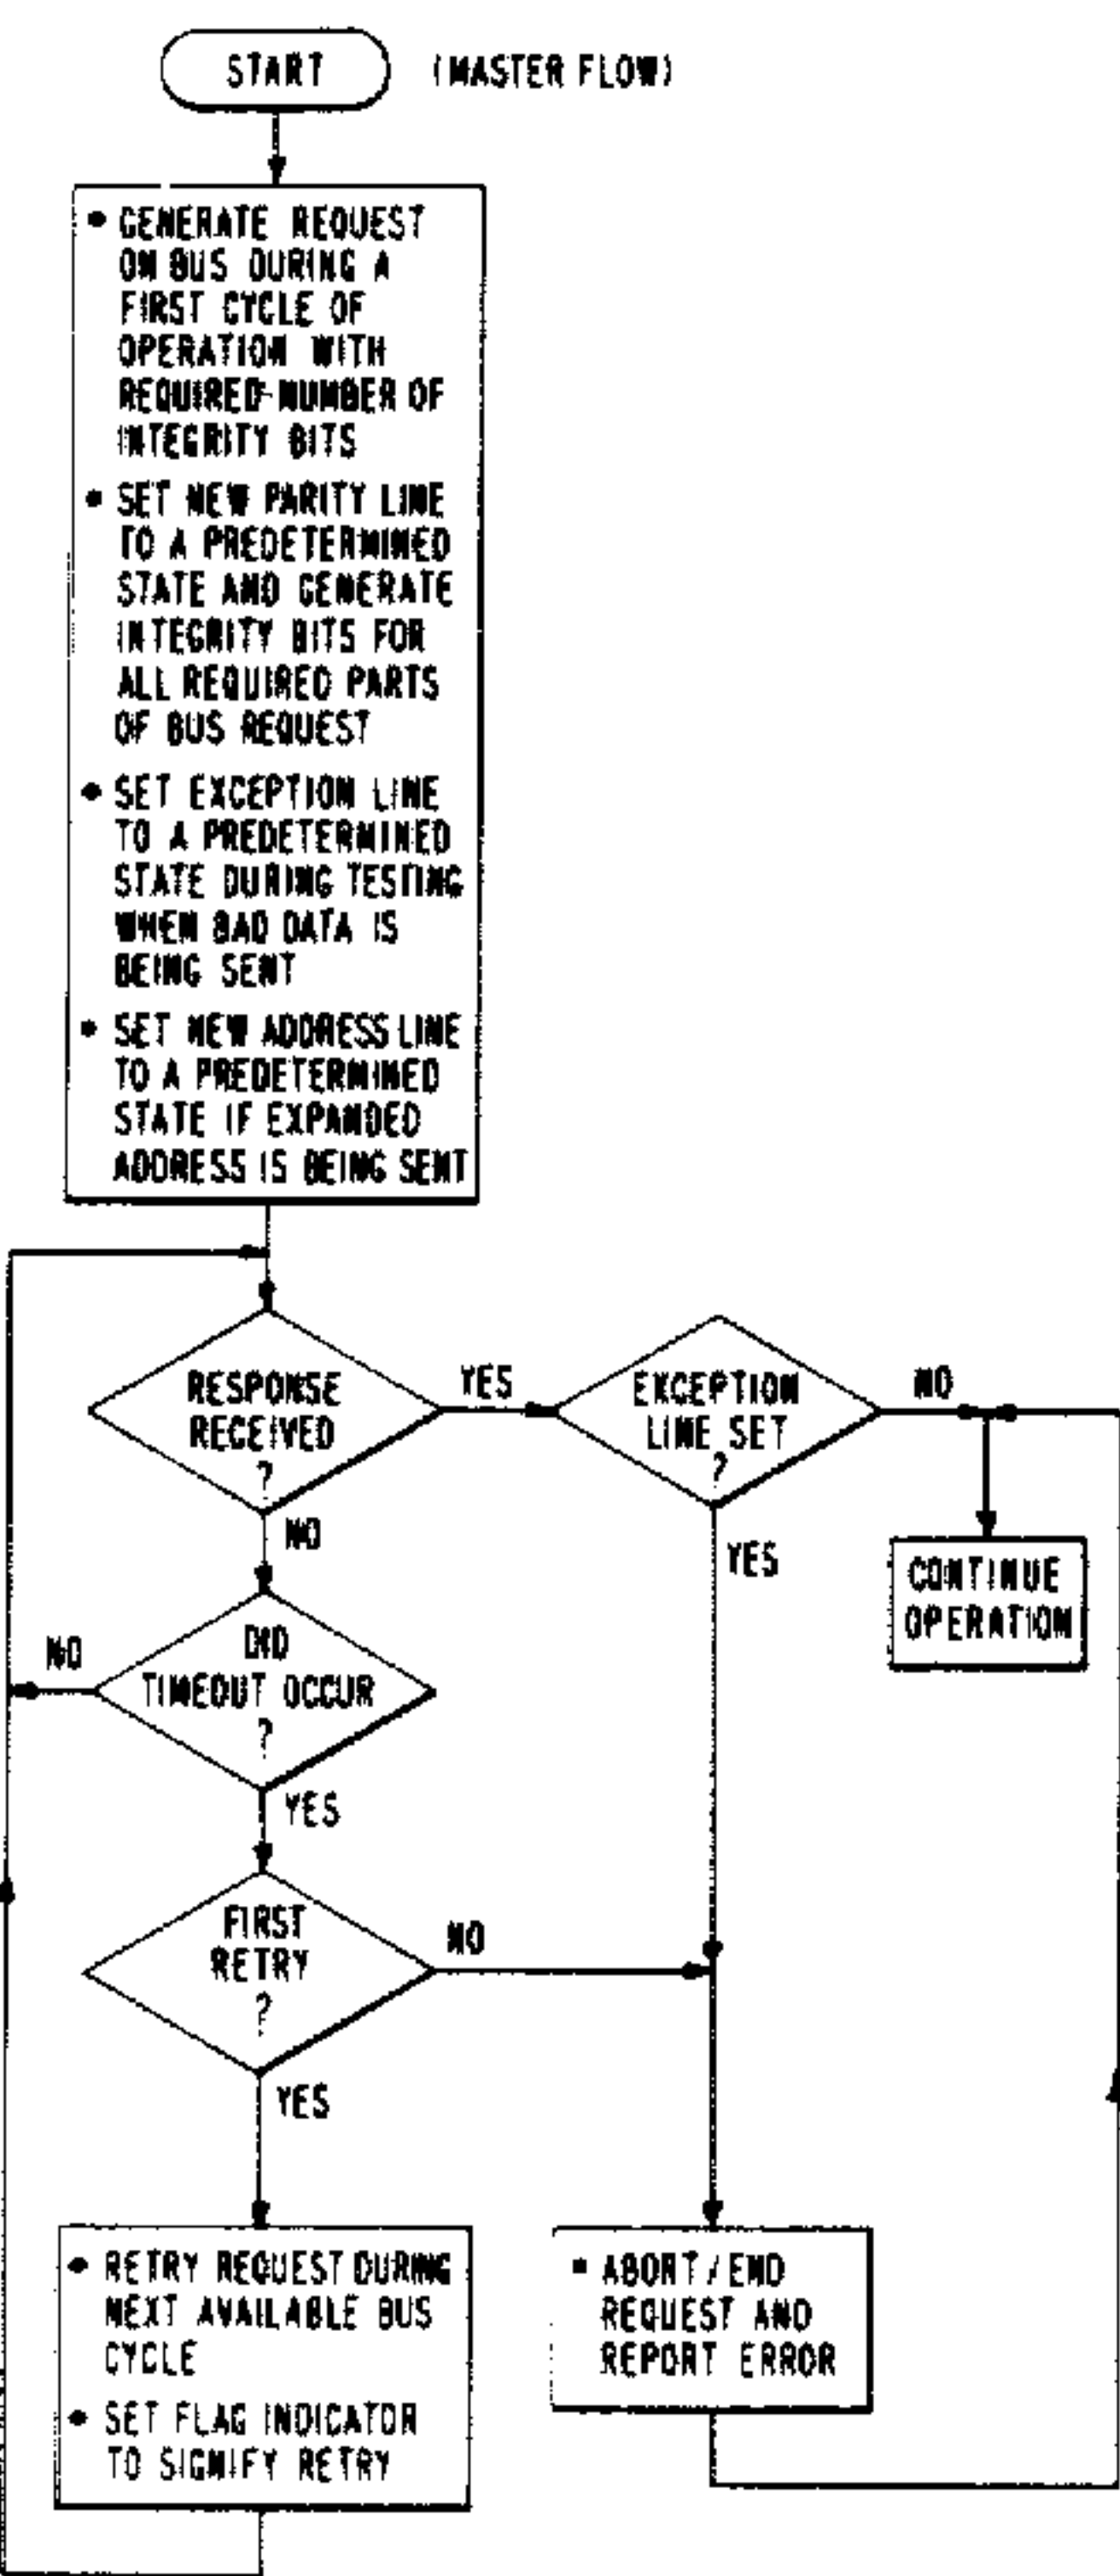 START (MASTER FLOW)
• GENERATE REQUEST
ON BUS DURING A
FIRST CYCLE OF
OPERATION WITH
REQUIRED NUMBER OF
INTEGRITY BITS
• SET NEW PARITY LINE
TO A PREDETERMINED
STATE AND GENERATE
INTEGRITY BITS FOR
ALL REQUIRED PARTS
OF BUS REQUEST
• SET EXCEPTION LINE
TO A PREDETERMINED
STATE DURING TESTING
WHEN BAD DATA IS
BEING SENT
• SET NEW ADDRESS LINE
TO A PREDETERMINED
STATE IF EXPANDED
ADDRESS IS BEING SENT
RESPONSE
RECEIVED
?
YES
EXCEPTION
LINE SET
?
NO
NO
YES
CONTINUE
OPERATION
DID
TIMEOUT OCCUR
?
NO
YES
FIRST
RETRY
?
NO
YES
• RETRY REQUEST DURING
NEXT AVAILABLE BUS
CYCLE
• SET FLAG INDICATOR
TO SIGNIFY RETRY
• ABORT / END
REQUEST AND
REPORT ERROR